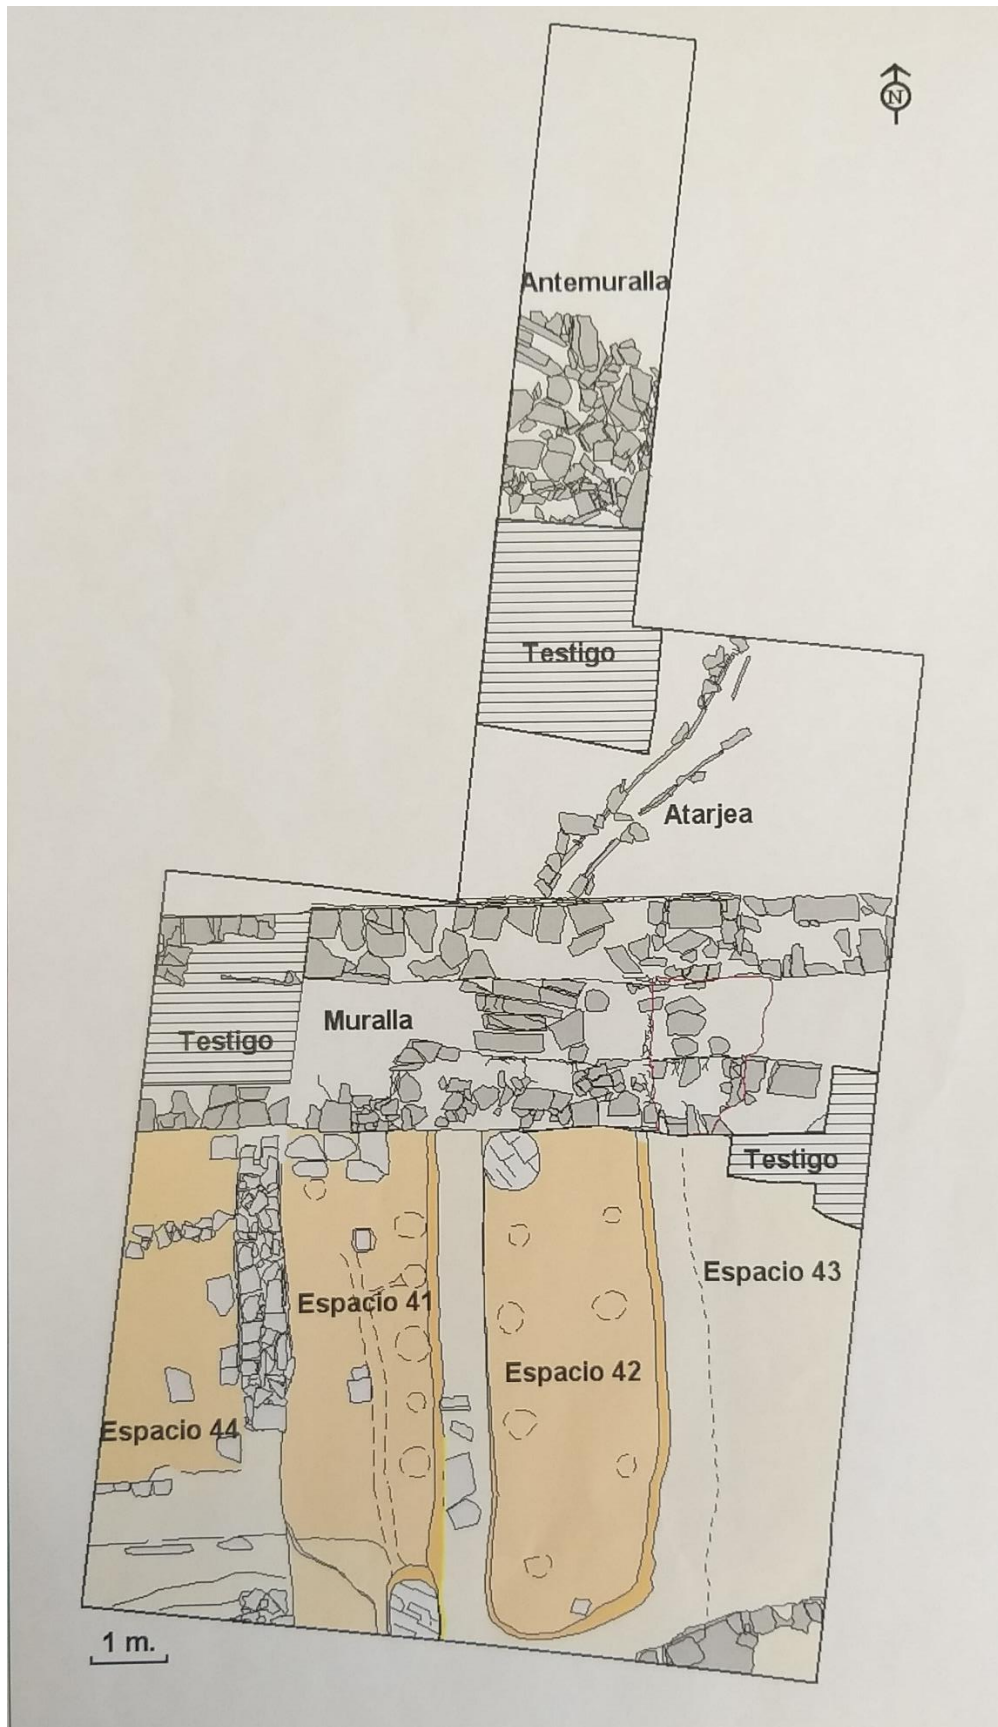 N
Antemuralla
Testigo
Atarjea
Muralla
Testigo
Testigo
Espacio 43
Espacio 41
Espacio 42
Espacio 44
1 m.